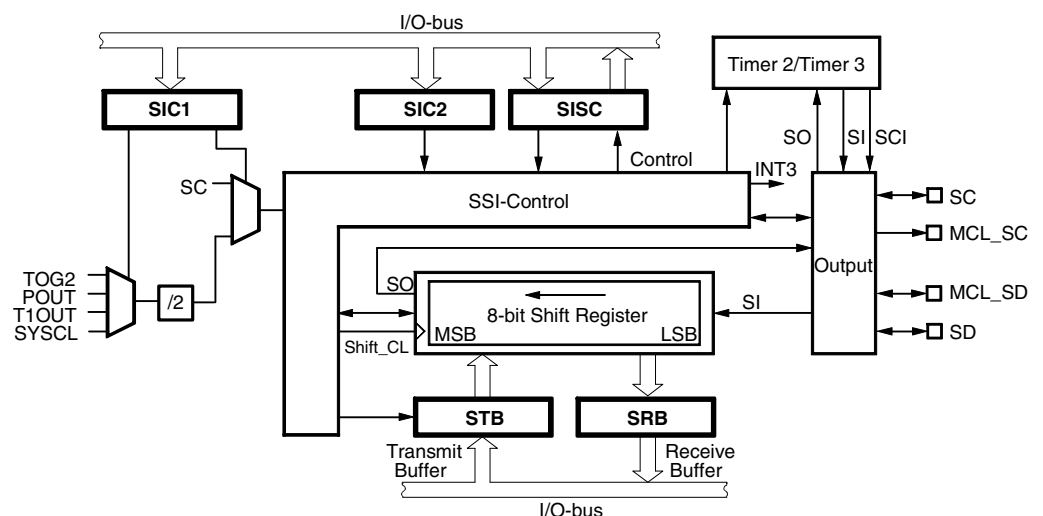 I/O-bus
Timer 2/Timer 3
SIC1
SIC2
SISC
SO
SI
SCI
Control
INT3
SC
SSI-Control
SC
MCL_SC
Output
TOG2
POUT
T1OUT
SYSCL
/2
SO
8-bit Shift Register
MSB
LSB
SI
MCL_SD
SD
Shift_CL
STB
SRB
Transmit
Buffer
Receive
Buffer
I/O-bus